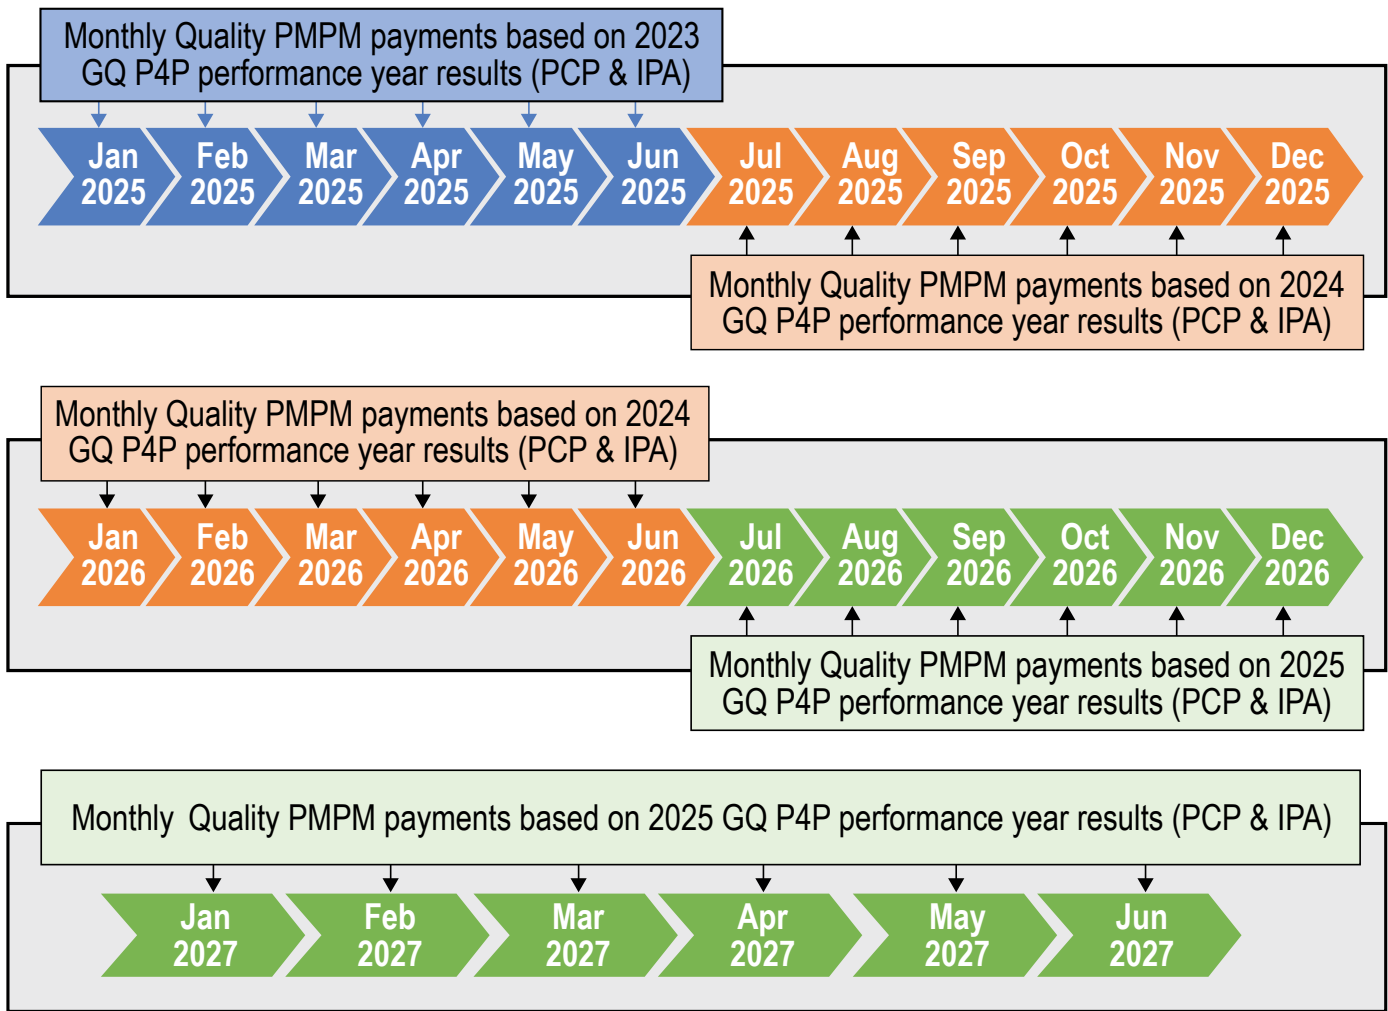 Monthly Quality PMPM payments based on 2023
GQ P4P performance year results (PCP & IPA)
Jan
2025
Feb
2025
Mar
2025
Apr
2025
May
2025
Jun
2025
Jul
2025
Aug
2025
Sep
2025
Oct
2025
Nov
2025
Dec
2025
Monthly Quality PMPM payments based on 2024
GQ P4P performance year results (PCP & IPA)
Monthly Quality PMPM payments based on 2024
GQ P4P performance year results (PCP & IPA)
Jan
2026
Feb
2026
Mar
2026
Apr
2026
May
2026
Jun
2026
Jul
2026
Aug
2026
Sep
2026
Oct
2026
Nov
2026
Dec
2026
Monthly Quality PMPM payments based on 2025
GQ P4P performance year results (PCP & IPA)
Monthly Quality PMPM payments based on 2025 GQ P4P performance year results (PCP & IPA)
Jan
2027
Feb
2027
Mar
2027
Apr
2027
May
2027
Jun
2027